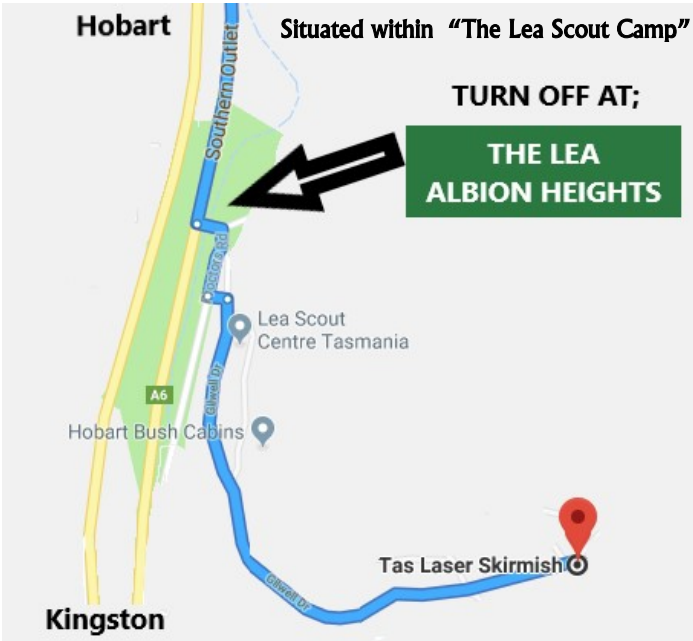 Hobart
Situated within “The Lea Scout Camp”
TURN OFF AT;
THE LEA
ALBION HEIGHTS
Southern Outlet
octors Rd
Lea Scout
Centre Tasmania
Gilwell Dr
A6
Hobart Bush Cabins
Tas Laser Skirmish
Gilwell Dr
Kingston